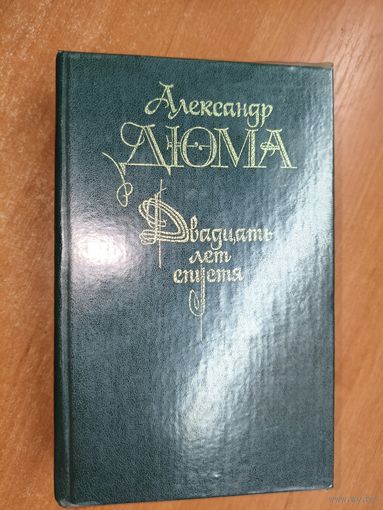 Александр
ДЮМА
Двадцать
лет
спустя